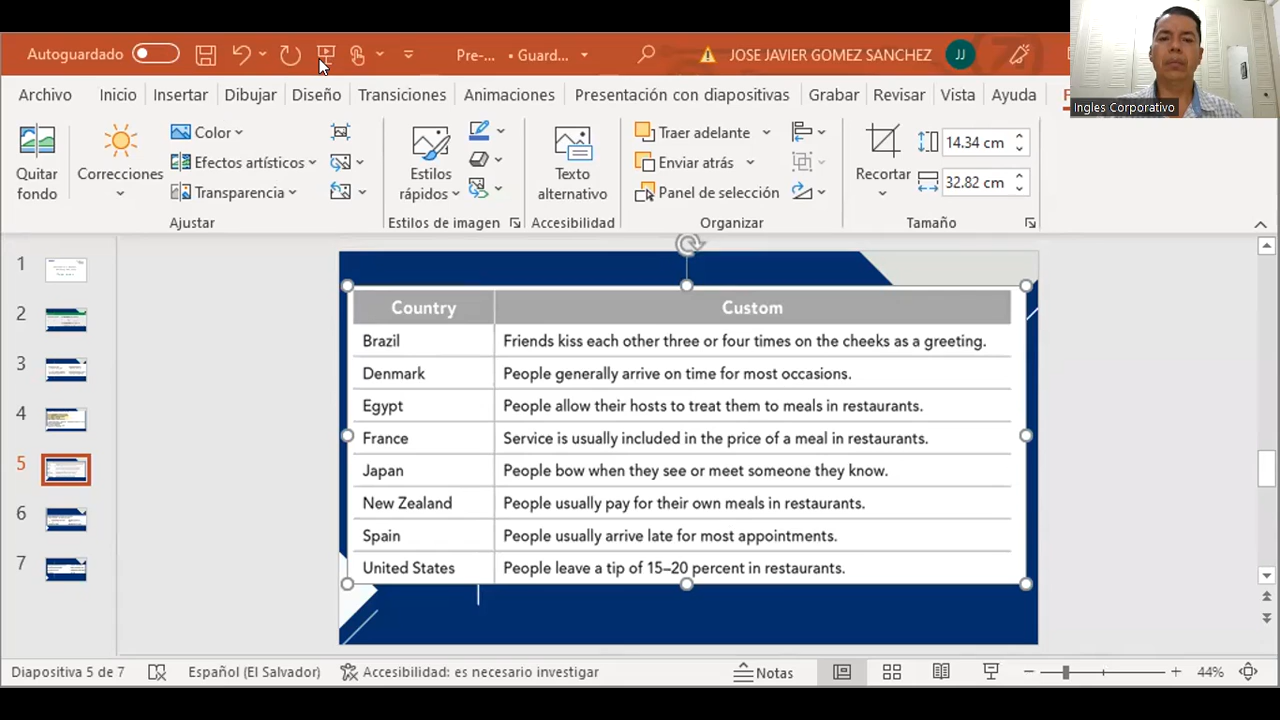 Autoguardado
Pre-... • Guard...
JOSE JAVIER GOMEZ SANCHEZ
JJ
Ingles Corporativo
Archivo Inicio Insertar Dibujar Diseño Transiciones Animaciones Presentación con diapositivas Grabar Revisar Vista Ayuda
Quitar fondo
Correcciones
Color
Efectos artísticos
Transparencia
Ajustar
Estilos rápidos
Estilos de imagen
Texto alternativo
Accesibilidad
Traer adelante
Enviar atrás
Panel de selección
Organizar
Recortar
14.34 cm
32.82 cm
Tamaño
1
2
3
4
5
6
7
Country Custom
Brazil Friends kiss each other three or four times on the cheeks as a greeting.
Denmark People generally arrive on time for most occasions.
Egypt People allow their hosts to treat them to meals in restaurants.
France Service is usually included in the price of a meal in restaurants.
Japan People bow when they see or meet someone they know.
New Zealand People usually pay for their own meals in restaurants.
Spain People usually arrive late for most appointments.
United States People leave a tip of 15–20 percent in restaurants.
Diapositiva 5 de 7 Español (El Salvador) Accesibilidad: es necesario investigar Notas 44%